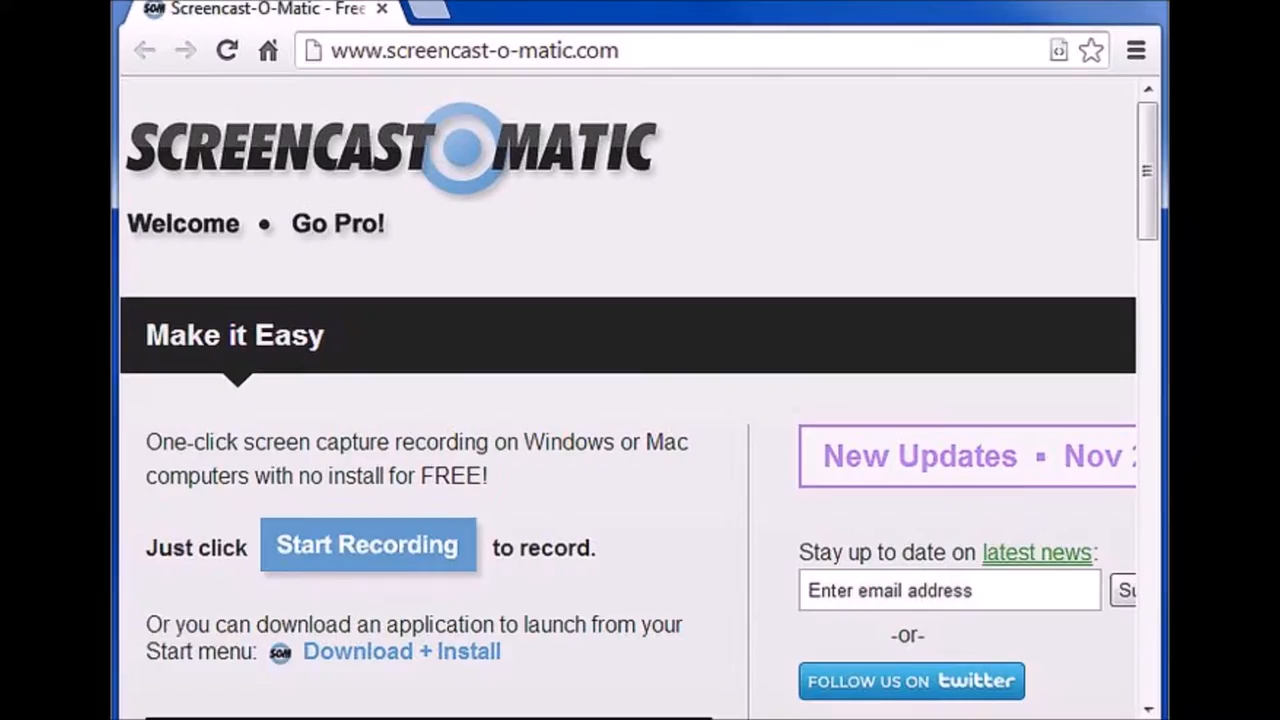 Screencast-O-Matic - Free
www.screencast-o-matic.com
SCREENCAST O MATIC
Welcome • Go Pro!
Make it Easy
One-click screen capture recording on Windows or Mac
computers with no install for FREE!
Just click Start Recording to record.
Or you can download an application to launch from your
Start menu: SOM Download + Install
New Updates ▪ Nov
Stay up to date on latest news:
Enter email address
-or-
FOLLOW US ON twitter